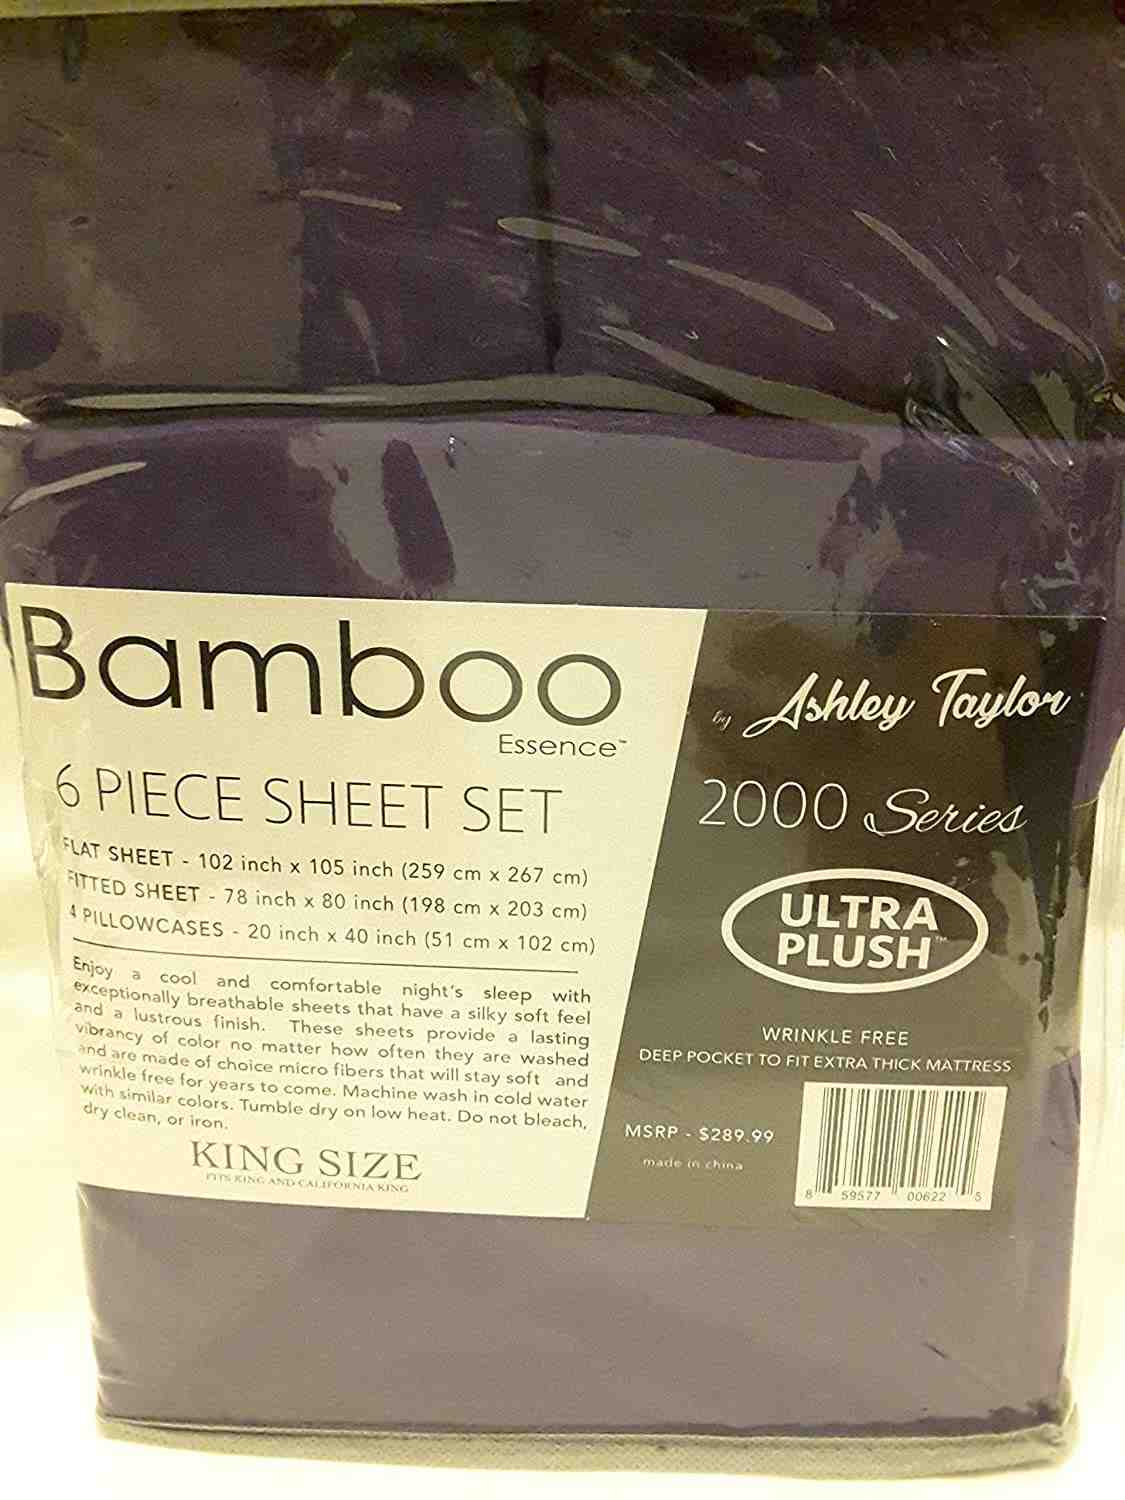 Bamboo
Essence™
6 PIECE SHEET SET
FLAT SHEET - 102 inch x 105 inch (259 cm x 267 cm)
FITTED SHEET - 78 inch x 80 inch (198 cm x 203 cm)
4 PILLOWCASES - 20 inch x 40 inch (51 cm x 102 cm)
Enjoy a cool and comfortable night's sleep with
exceptionally breathable sheets that have a silky soft feel
and a lustrous finish. These sheets provide a lasting
vibrancy of color no matter how often they are washed
and are made of choice micro fibers that will stay soft and
wrinkle free for years to come. Machine wash in cold water
with similar colors. Tumble dry on low heat. Do not bleach,
dry clean, or iron.
KING SIZE
FITS KING AND CALIFORNIA KING
by Ashley Taylor
2000 Series
ULTRA
PLUSH™
WRINKLE FREE
DEEP POCKET TO FIT EXTRA THICK MATTRESS
MSRP - $289.99
made in china
8 59577 00622 5